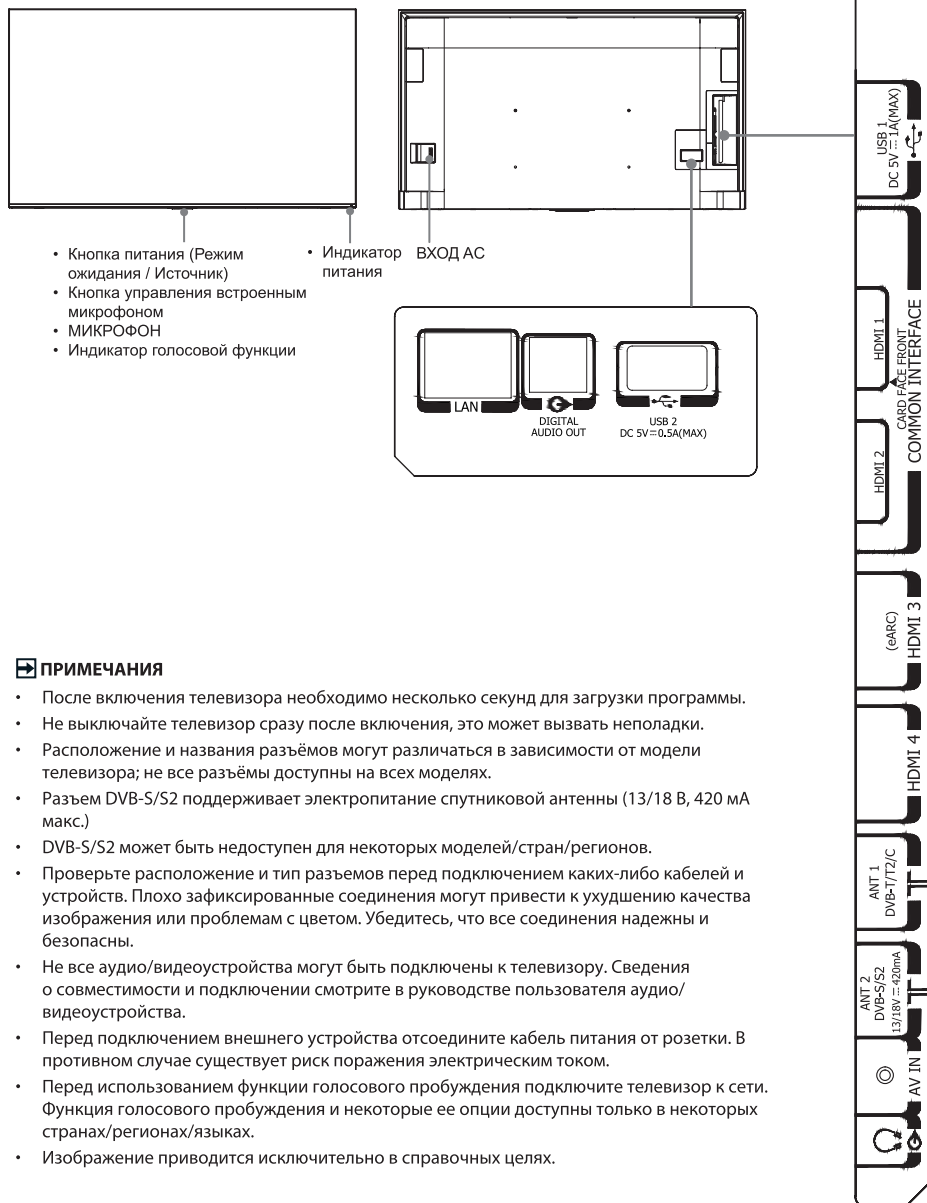 • Кнопка питания (Режим
ожидания / Источник)
• Кнопка управления встроенным
микрофоном
• МИКРОФОН
• Индикатор голосовой функции
• Индикатор
питания
ВХОД AC
LAN
DIGITAL
AUDIO OUT
USB 2
DC 5V⎓0.5A(MAX)
USB 1
DC 5V⎓1A(MAX)
HDMI 1
CARD FACE FRONT
COMMON INTERFACE
HDMI 2
(eARC)
HDMI 3
HDMI 4
ANT 1
DVB-T/T2/C
ANT 2
DVB-S/S2
13/18V⎓420mA
AV IN
ПРИМЕЧАНИЯ
• После включения телевизора необходимо несколько секунд для загрузки программы.
• Не выключайте телевизор сразу после включения, это может вызвать неполадки.
• Расположение и названия разъёмов могут различаться в зависимости от модели
телевизора; не все разъёмы доступны на всех моделях.
• Разъем DVB-S/S2 поддерживает электропитание спутниковой антенны (13/18 В, 420 мА
макс.)
• DVB-S/S2 может быть недоступен для некоторых моделей/стран/регионов.
• Проверьте расположение и тип разъемов перед подключением каких-либо кабелей и
устройств. Плохо зафиксированные соединения могут привести к ухудшению качества
изображения или проблемам с цветом. Убедитесь, что все соединения надежны и
безопасны.
• Не все аудио/видеоустройства могут быть подключены к телевизору. Сведения
о совместимости и подключении смотрите в руководстве пользователя аудио/
видеоустройства.
• Перед подключением внешнего устройства отсоедините кабель питания от розетки. В
противном случае существует риск поражения электрическим током.
• Перед использованием функции голосового пробуждения подключите телевизор к сети.
Функция голосового пробуждения и некоторые ее опции доступны только в некоторых
странах/регионах/языках.
• Изображение приводится исключительно в справочных целях.